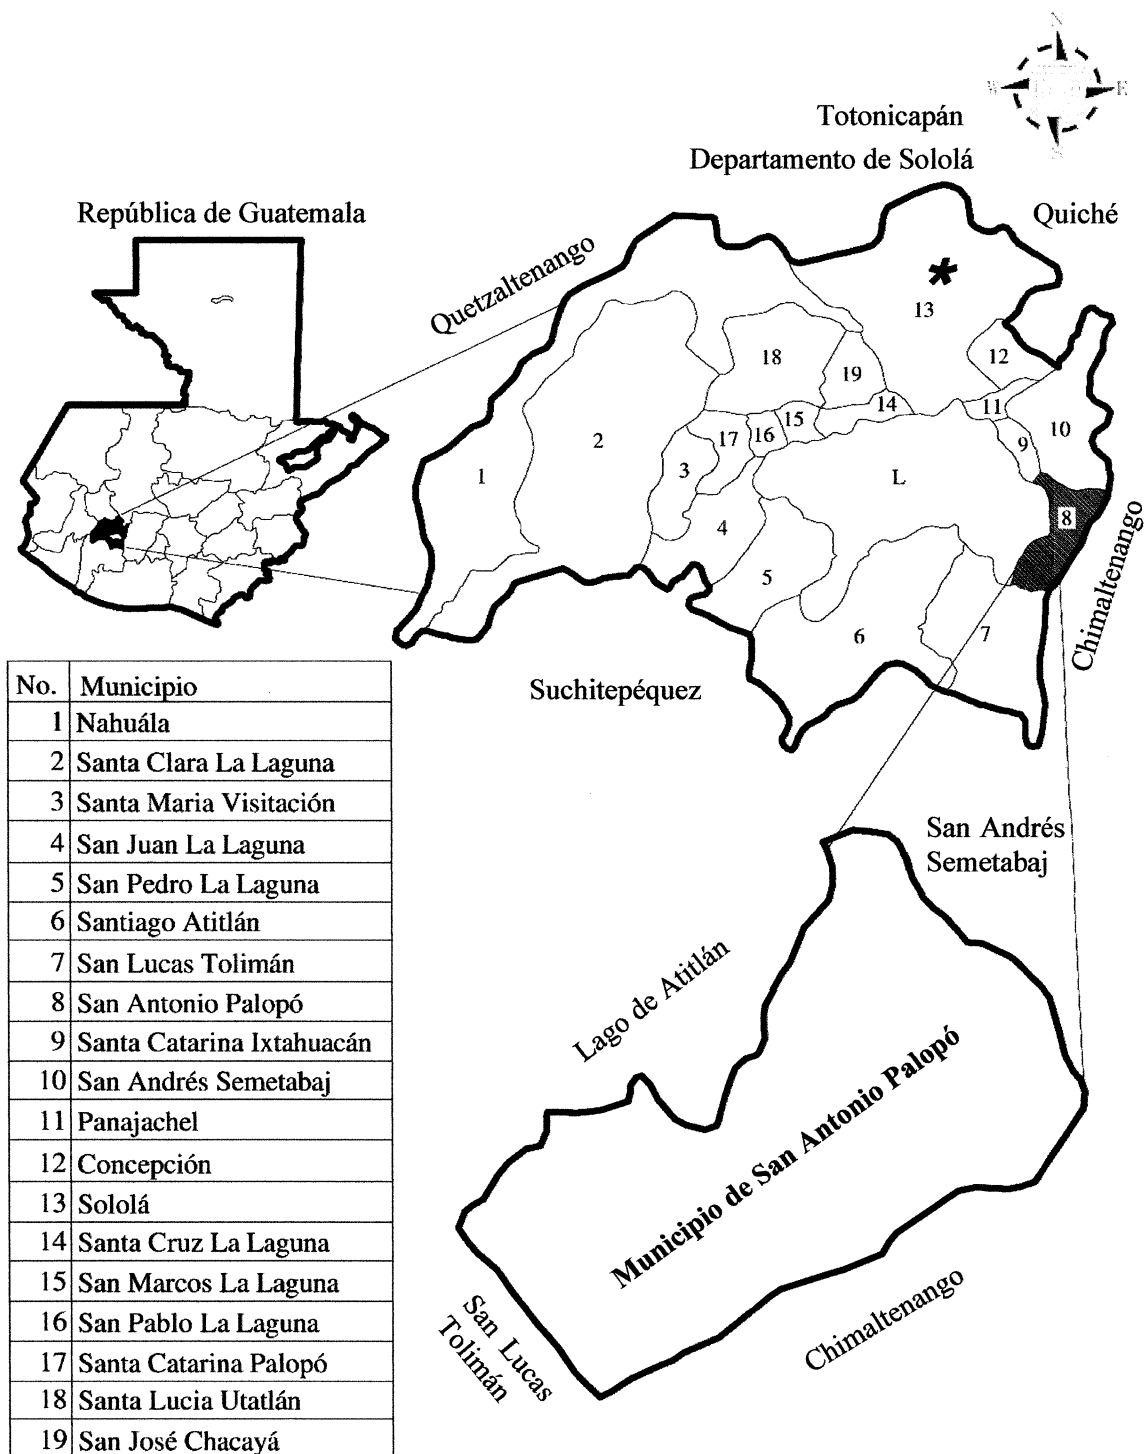 N
W
E
S
Totonicapán
Departamento de Sololá
República de Guatemala
Quiché
Quetzaltenango
*
13
12
18
19
14
11
10
15
16
17
9
2
3
1
L
4
8
5
6
7
Chimaltenango
Suchitepéquez
No. Municipio
1 Nahuála
2 Santa Clara La Laguna
3 Santa Maria Visitación
4 San Juan La Laguna
5 San Pedro La Laguna
6 Santiago Atitlán
7 San Lucas Tolimán
8 San Antonio Palopó
9 Santa Catarina Ixtahuacán
10 San Andrés Semetabaj
11 Panajachel
12 Concepción
13 Sololá
14 Santa Cruz La Laguna
15 San Marcos La Laguna
16 San Pablo La Laguna
17 Santa Catarina Palopó
18 Santa Lucia Utatlán
19 San José Chacayá
San Andrés
Semetabaj
Lago de Atitlán
Municipio de San Antonio Palopó
San Lucas
Tolimán
Chimaltenango